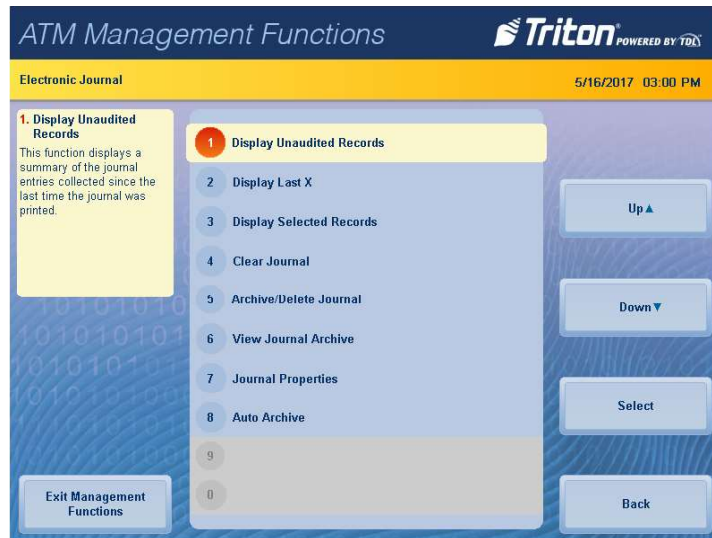 ATM Management Functions
Triton® POWERED BY TDL
Electronic Journal
5/16/2017 03:00 PM
1. Display Unaudited
Records
This function displays a
summary of the journal
entries collected since the
last time the journal was
printed.
1 Display Unaudited Records
2 Display Last X
3 Display Selected Records
4 Clear Journal
5 Archive/Delete Journal
6 View Journal Archive
7 Journal Properties
8 Auto Archive
9
0
Up▲
Down▼
Select
Back
Exit Management
Functions